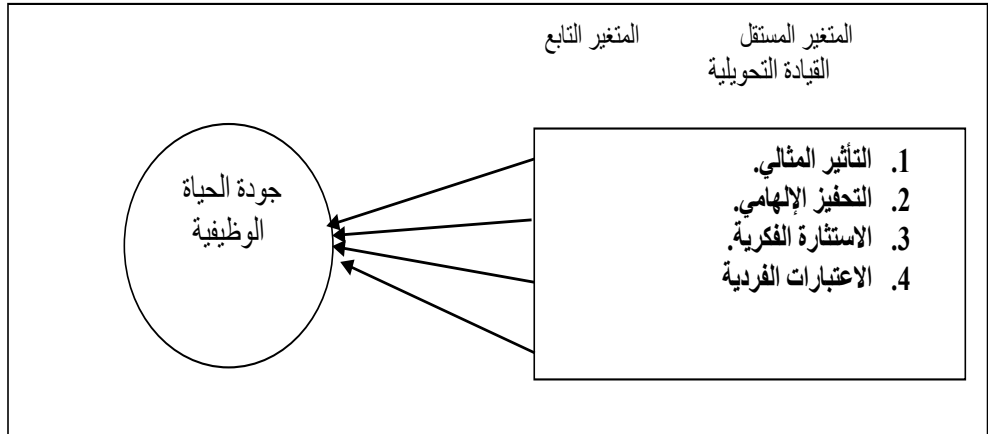 المتغير المستقل المتغير التابع
القيادة التحويلية
1. التأثير المثالي.
2. التحفيز الإلهامي.
3. الاستثارة الفكرية.
4. الاعتبارات الفردية
جودة الحياة
الوظيفية